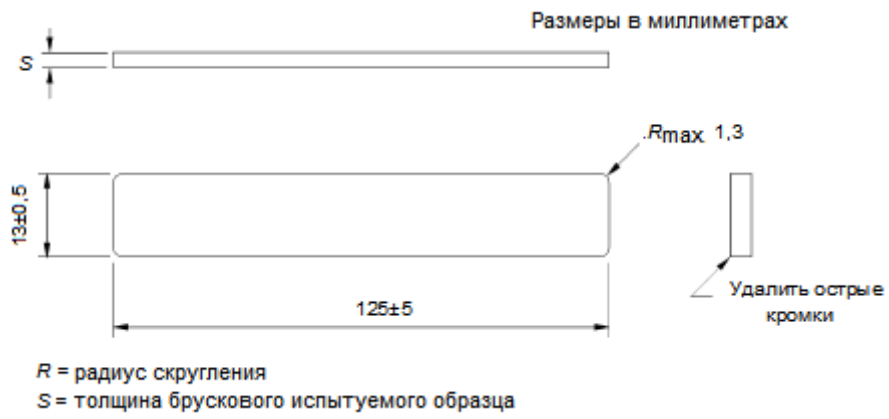 Размеры в миллиметрах
S
.Rmax 1,3
13±0,5
125±5
Удалить острые
кромки
R = радиус скругления
S = толщина брускового испытуемого образца